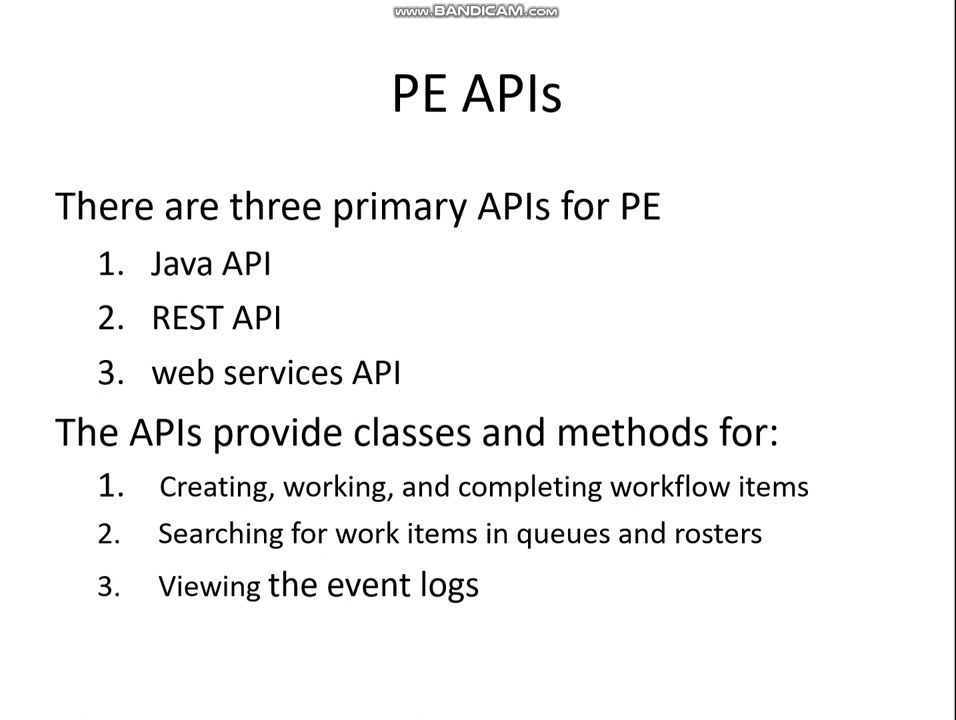 www.BANDICAM.com
PE APIs
There are three primary APIs for PE
1. Java API
2. REST API
3. web services API
The APIs provide classes and methods for:
1. Creating, working, and completing workflow items
2. Searching for work items in queues and rosters
3. Viewing the event logs